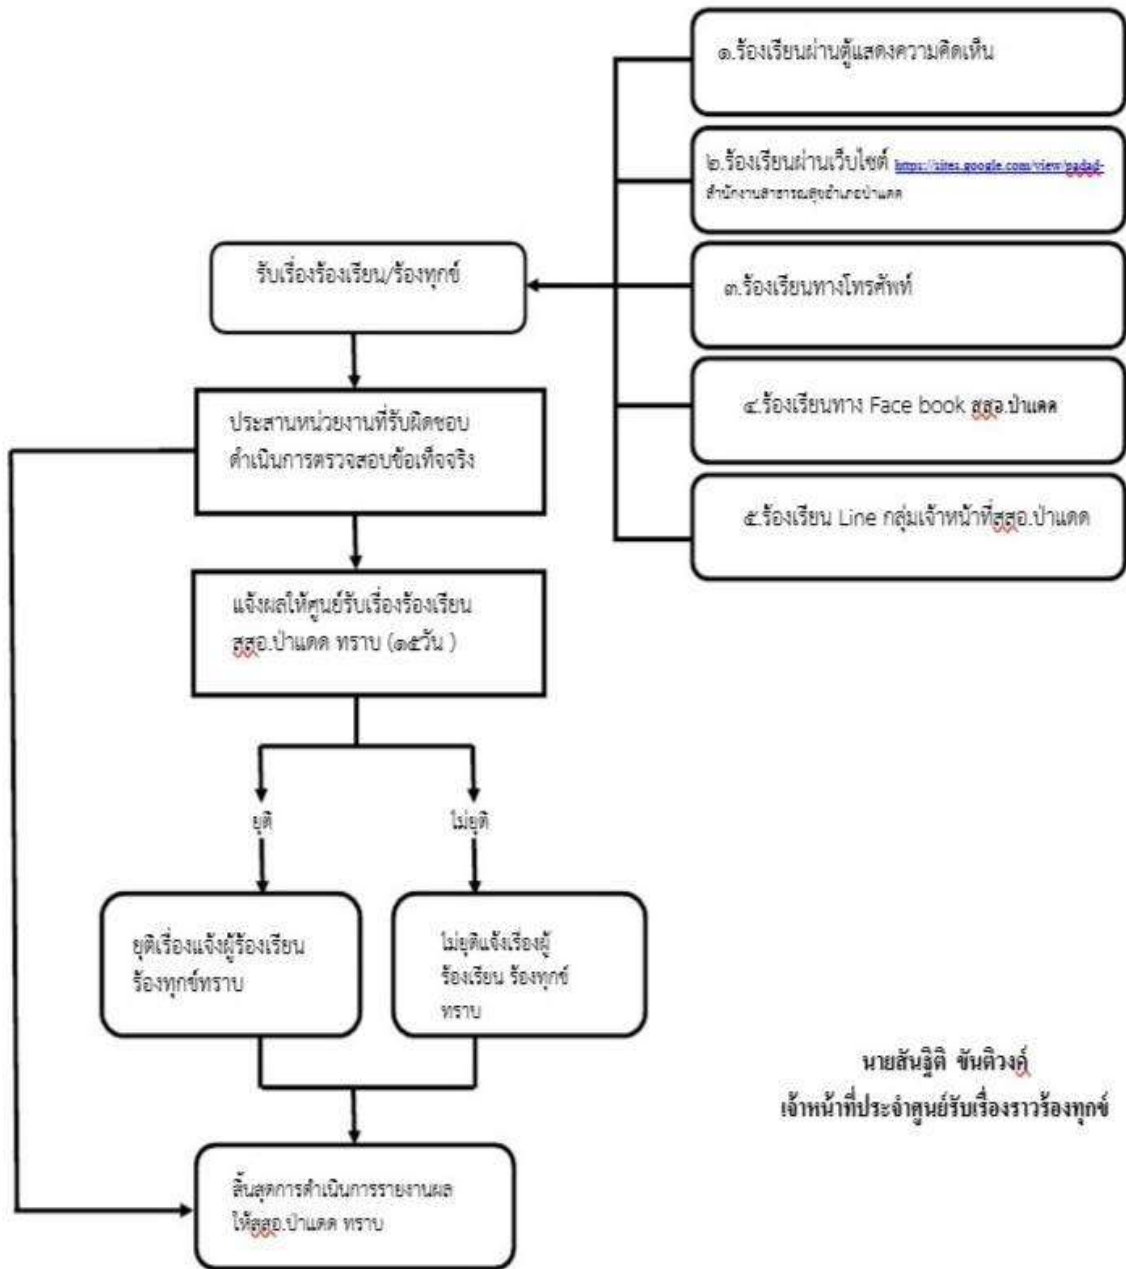 ๑.ร้องเรียนผ่านตู้แสดงความคิดเห็น
๒.ร้องเรียนผ่านเว็บไซต์ https://sites.google.com/view/padad-
สำนักงานสาธารณสุขอำเภอป่าแดด
๓.ร้องเรียนทางโทรศัพท์
๔.ร้องเรียนทาง Face book สสอ.ป่าแดด
๕.ร้องเรียน Line กลุ่มเจ้าหน้าที่สสอ.ป่าแดด
รับเรื่องร้องเรียน/ร้องทุกข์
ประสานหน่วยงานที่รับผิดชอบ
ดำเนินการตรวจสอบข้อเท็จจริง
แจ้งผลให้ศูนย์รับเรื่องร้องเรียน
สสอ.ป่าแดด ทราบ (๑๕วัน )
ยุติ
ไม่ยุติ
ยุติเรื่องแจ้งผู้ร้องเรียน
ร้องทุกข์ทราบ
ไม่ยุติแจ้งเรื่องผู้
ร้องเรียน ร้องทุกข์
ทราบ
สิ้นสุดการดำเนินการรายงานผล
ให้สสอ.ป่าแดด ทราบ
นายสันฐิติ ขันติวงค์
เจ้าหน้าที่ประจำศูนย์รับเรื่องราวร้องทุกข์